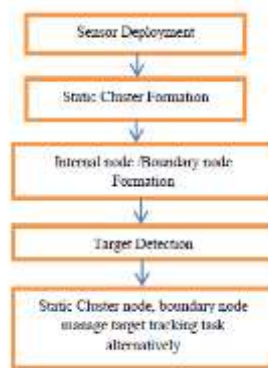 Sensor Deployment
Static Cluster Formation
Internal node /Boundary node
Formation
Target Detection
Static Cluster node, boundary node
manage target tracking task
alternatively